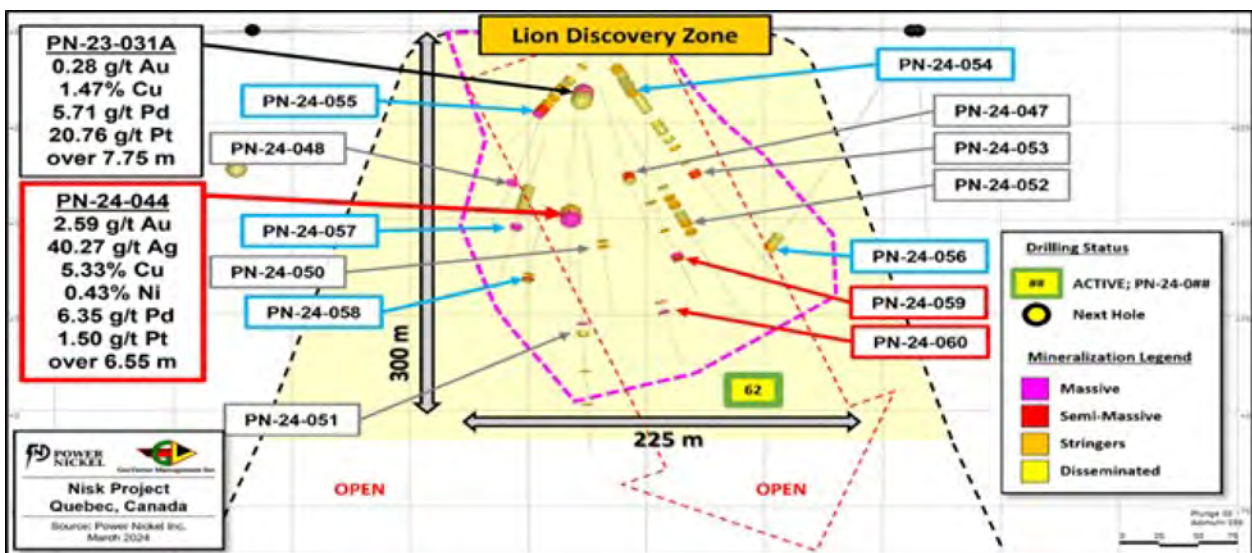 Lion Discovery Zone
PN-23-031A
0.28 g/t Au
1.47% Cu
5.71 g/t Pd
20.76 g/t Pt
over 7.75 m
PN-24-044
2.59 g/t Au
40.27 g/t Ag
5.33% Cu
0.43% Ni
6.35 g/t Pd
1.50 g/t Pt
over 6.55 m
PN-24-055
PN-24-048
PN-24-057
PN-24-050
PN-24-058
PN-24-051
PN-24-054
PN-24-047
PN-24-053
PN-24-052
PN-24-056
PN-24-059
PN-24-060
300 m
225 m
62
OPEN
OPEN
Drilling Status
## ACTIVE; PN-24-0##
Next Hole
Mineralization Legend
Massive
Semi-Massive
Stringers
Disseminated
POWER
NICKEL
Nisk Project
Quebec, Canada
Source: Power Nickel Inc.
March 2024
0 25 50 75